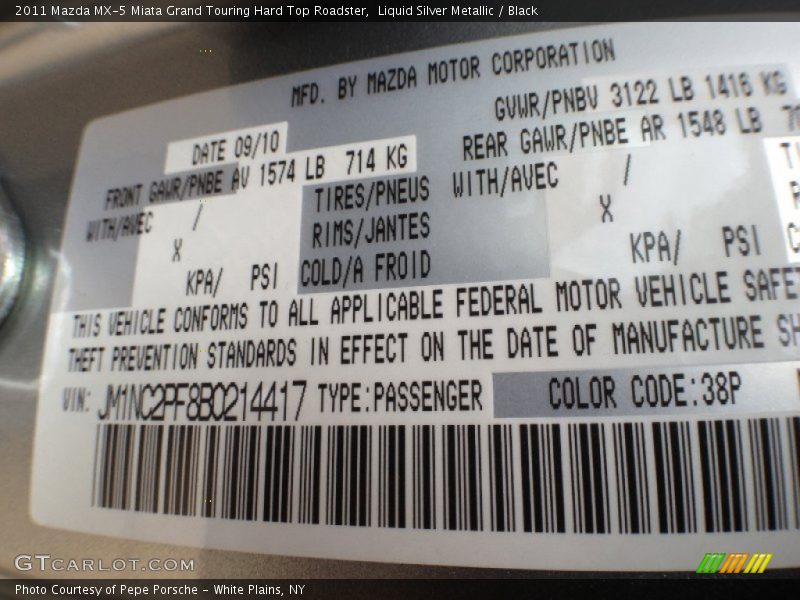 2011 Mazda MX-5 Miata Grand Touring Hard Top Roadster,  Liquid Silver Metallic / Black
MFD. BY MAZDA MOTOR CORPORATION
DATE 09/10
GVWR/PNBV 3122 LB 1416 KG
FRONT GAWR/PNBE AV 1574 LB 714 KG
REAR GAWR/PNBE AR 1548 LB
WITH/AVEC /
TIRES/PNEUS
WITH/AVEC /
X
RIMS/JANTES
X
KPA/ PSI
COLD/A FROID
KPA/ PSI
THIS VEHICLE CONFORMS TO ALL APPLICABLE FEDERAL MOTOR VEHICLE SAFE
THEFT PREVENTION STANDARDS IN EFFECT ON THE DATE OF MANUFACTURE SH
VIN: JM1NC2PF8B0214417 TYPE:PASSENGER COLOR CODE:38P
GTCARLOT.COM
Photo Courtesy of Pepe Porsche - White Plains, NY